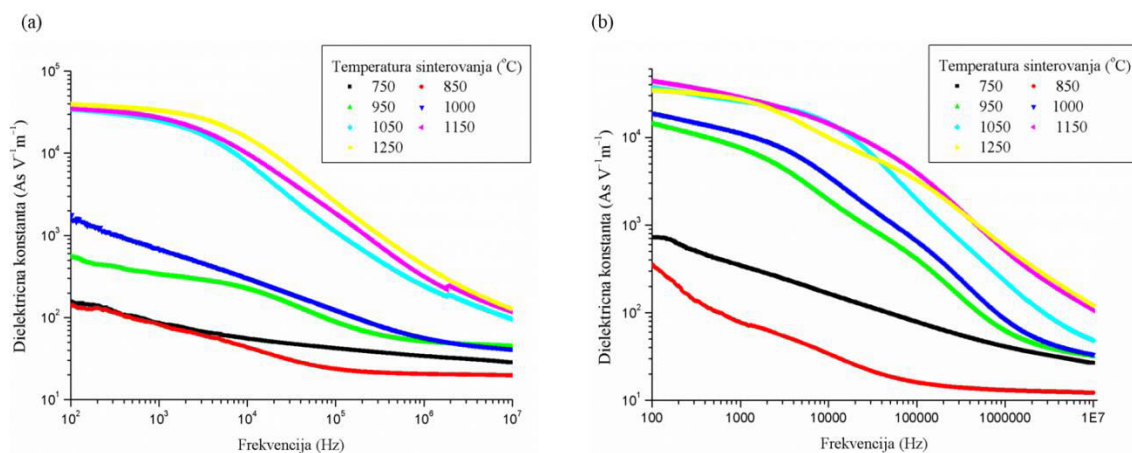 (a)
Temperatura sinterovanja (°C)
750 850
950 1000
1050 1150
1250
10⁵
10⁴
10³
10²
10¹
Dielektricna konstanta (As V⁻¹m⁻¹)
10² 10³ 10⁴ 10⁵ 10⁶ 10⁷
Frekvencija (Hz)
(b)
Temperatura sinterovanja (°C)
750 850
950 1000
1050 1150
1250
10⁴
10³
10²
10¹
Dielektricna konstanta (As V⁻¹m⁻¹)
100 1000 10000 100000 1000000 1E7
Frekvencija (Hz)